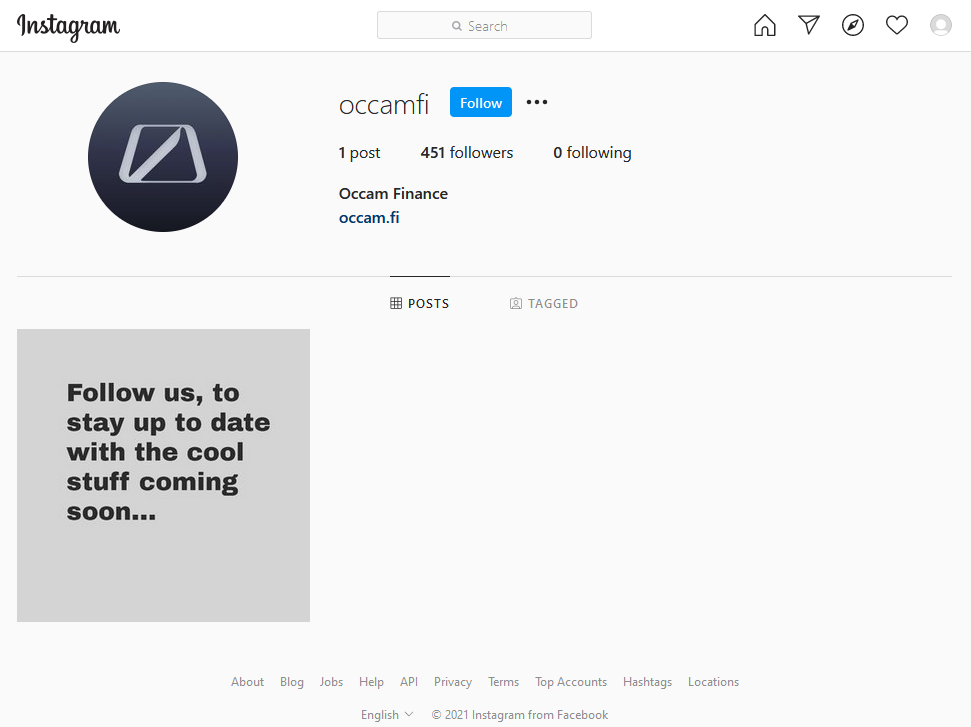 Instagram
Search
occamfi Follow
1 post 451 followers 0 following
Occam Finance
occam.fi
POSTS TAGGED
Follow us, to
stay up to date
with the cool
stuff coming
soon...
About Blog Jobs Help API Privacy Terms Top Accounts Hashtags Locations
English © 2021 Instagram from Facebook